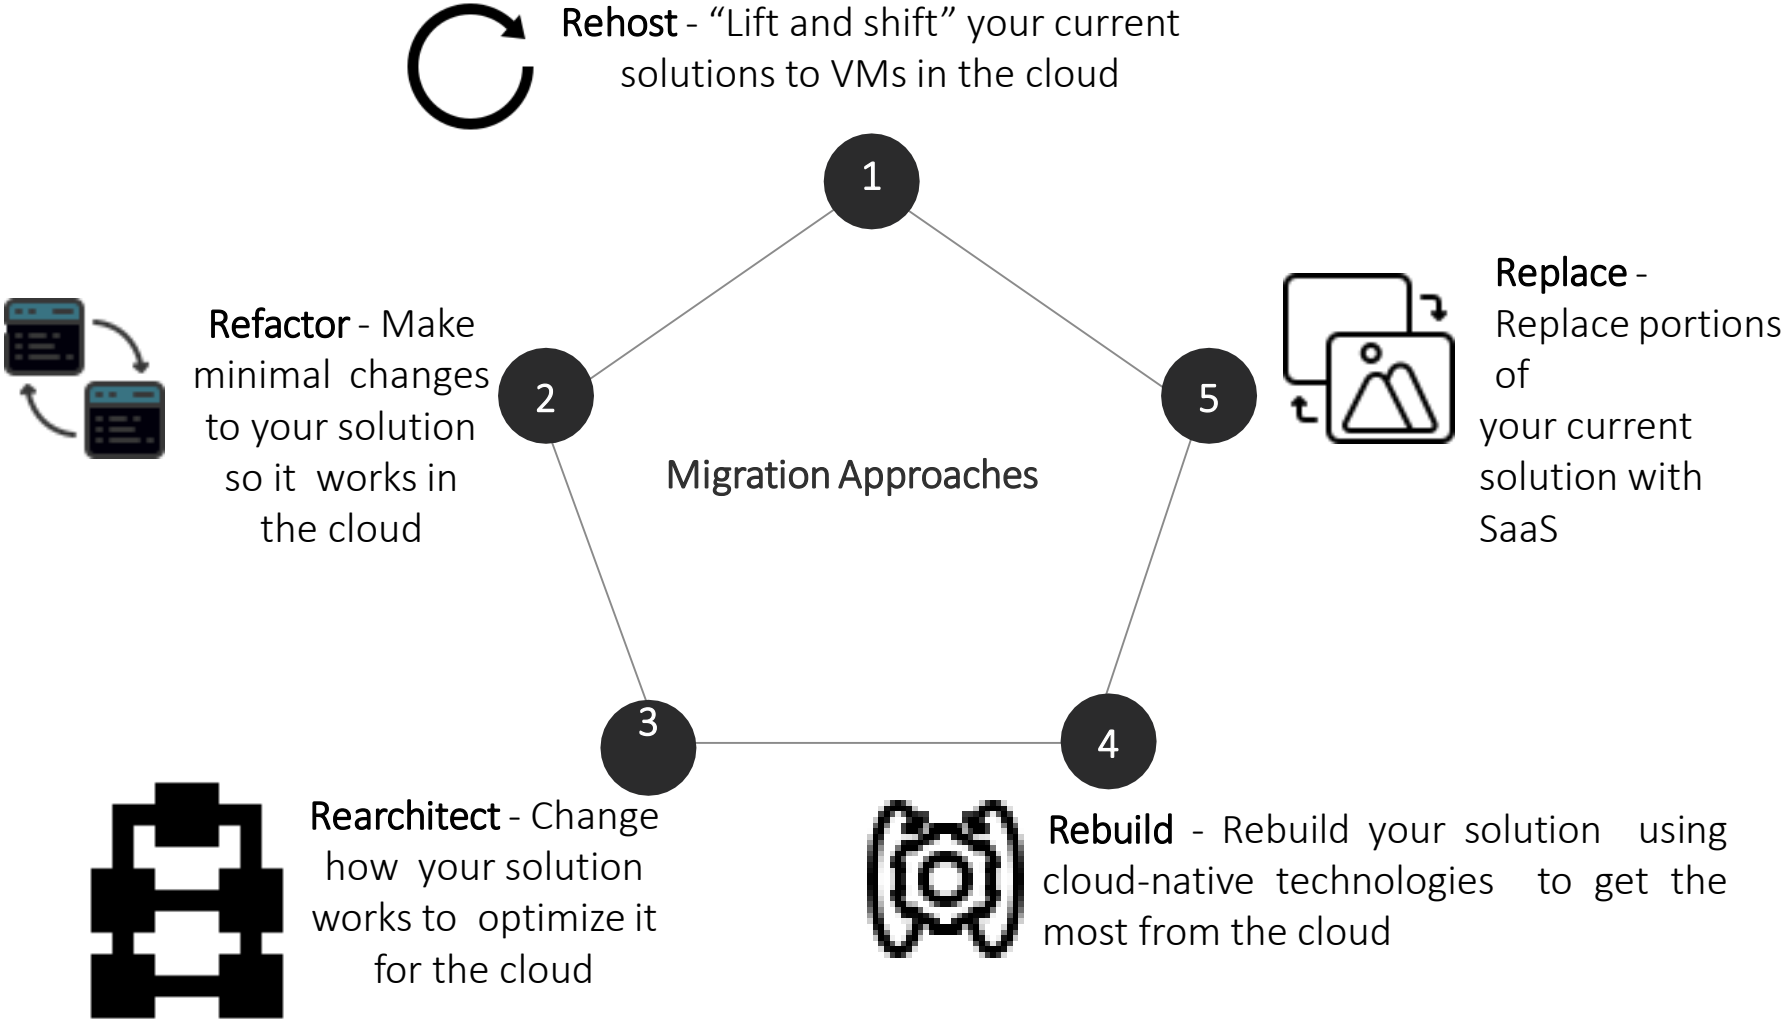 Rehost - “Lift and shift” your current
solutions to VMs in the cloud
1
Refactor - Make
minimal changes
to your solution
so it works in
the cloud
2
5
Replace -
Replace portions
of
your current
solution with
SaaS
Migration Approaches
3
4
Rearchitect - Change
how your solution
works to optimize it
for the cloud
Rebuild - Rebuild your solution using
cloud-native technologies to get the
most from the cloud